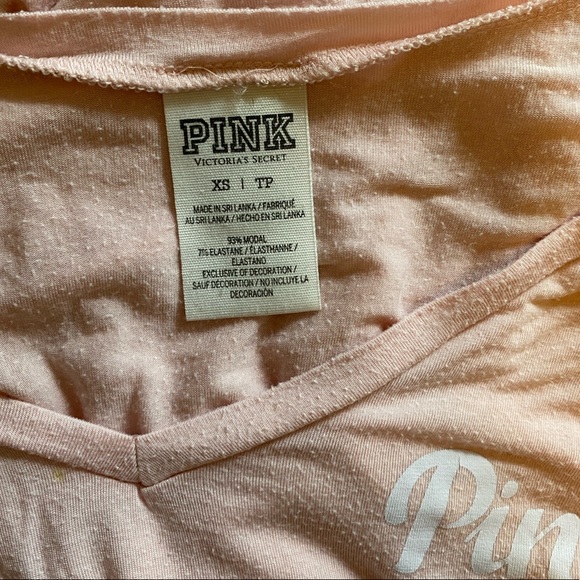 PINK
VICTORIA'S SECRET
XS | TP
MADE IN SRI LANKA / FABRIQUÉ
AU SRI LANKA / HECHO EN SRI LANKA
93% MODAL
7% ELASTANE / ÉLASTHANNE /
ELASTANO
EXCLUSIVE OF DECORATION /
SAUF DÉCORATION / NO INCLUYE LA
DECORACIÓN
Pin